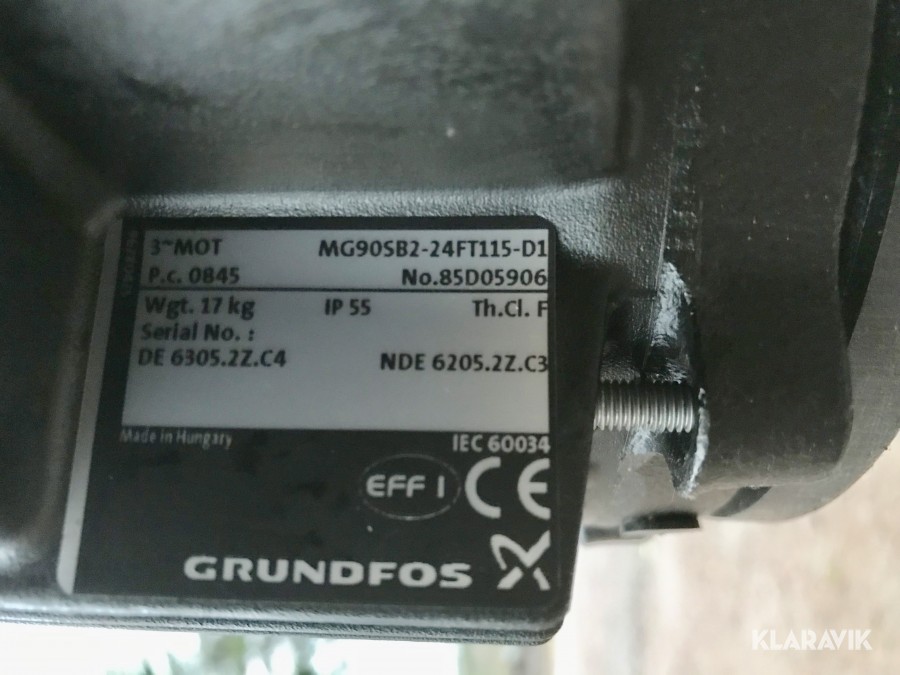 3~MOT MG90SB2-24FT115-D1
P.c. 0845 No.85D05906
Wgt. 17 kg IP 55 Th.Cl. F
Serial No. :
DE 6305.2Z.C4 NDE 6205.2Z.C3
Made in Hungary IEC 60034
EFF 1 CE
GRUNDFOS
KLARAVIK